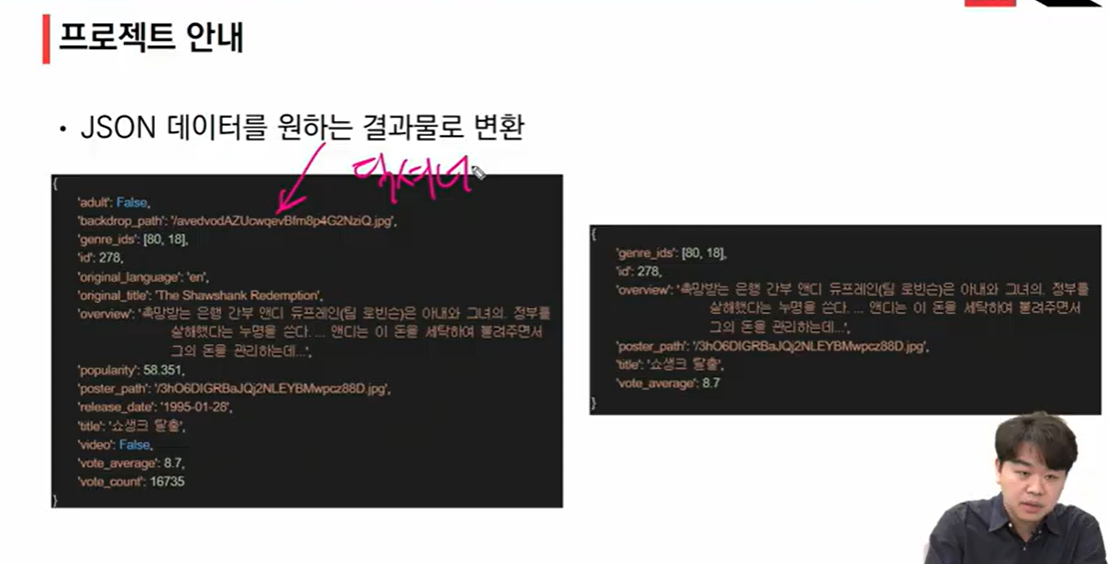 프로젝트 안내
• JSON 데이터를 원하는 결과물로 변환
딕셔너
{
'adult': False,
'backdrop_path': '/avedvodAZUcwqevBfm8p4G2NziQ.jpg',
'genre_ids': [80, 18],
'id': 278,
'original_language': 'en',
'original_title': 'The Shawshank Redemption',
'overview': '촉망받는 은행 간부 앤디 듀프레인(팀 로빈슨)은 아내와 그녀의. 정부를
살해했다는 누명을 쓴다. ... 앤디는 이 돈을 세탁하여 불려주면서
그의 돈을 관리하는데...',
'popularity': 58.351,
'poster_path': '/3hO6DIGRBaJQj2NLEYBMwpcz88D.jpg',
'release_date': '1995-01-28',
'title': '쇼생크 탈출',
'video': False,
'vote_average': 8.7,
'vote_count': 16735
}
{
'genre_ids': [80, 18],
'id': 278,
'overview': '촉망받는 은행 간부 앤디 듀프레인(팀 로빈슨)은 아내와 그녀의. 정부를
살해했다는 누명을 쓴다. ... 앤디는 이 돈을 세탁하여 불려주면서
그의 돈을 관리하는데...',
'poster_path': '/3hO6DIGRBaJQj2NLEYBMwpcz88D.jpg',
'title': '쇼생크 탈출',
'vote_average': 8.7
}